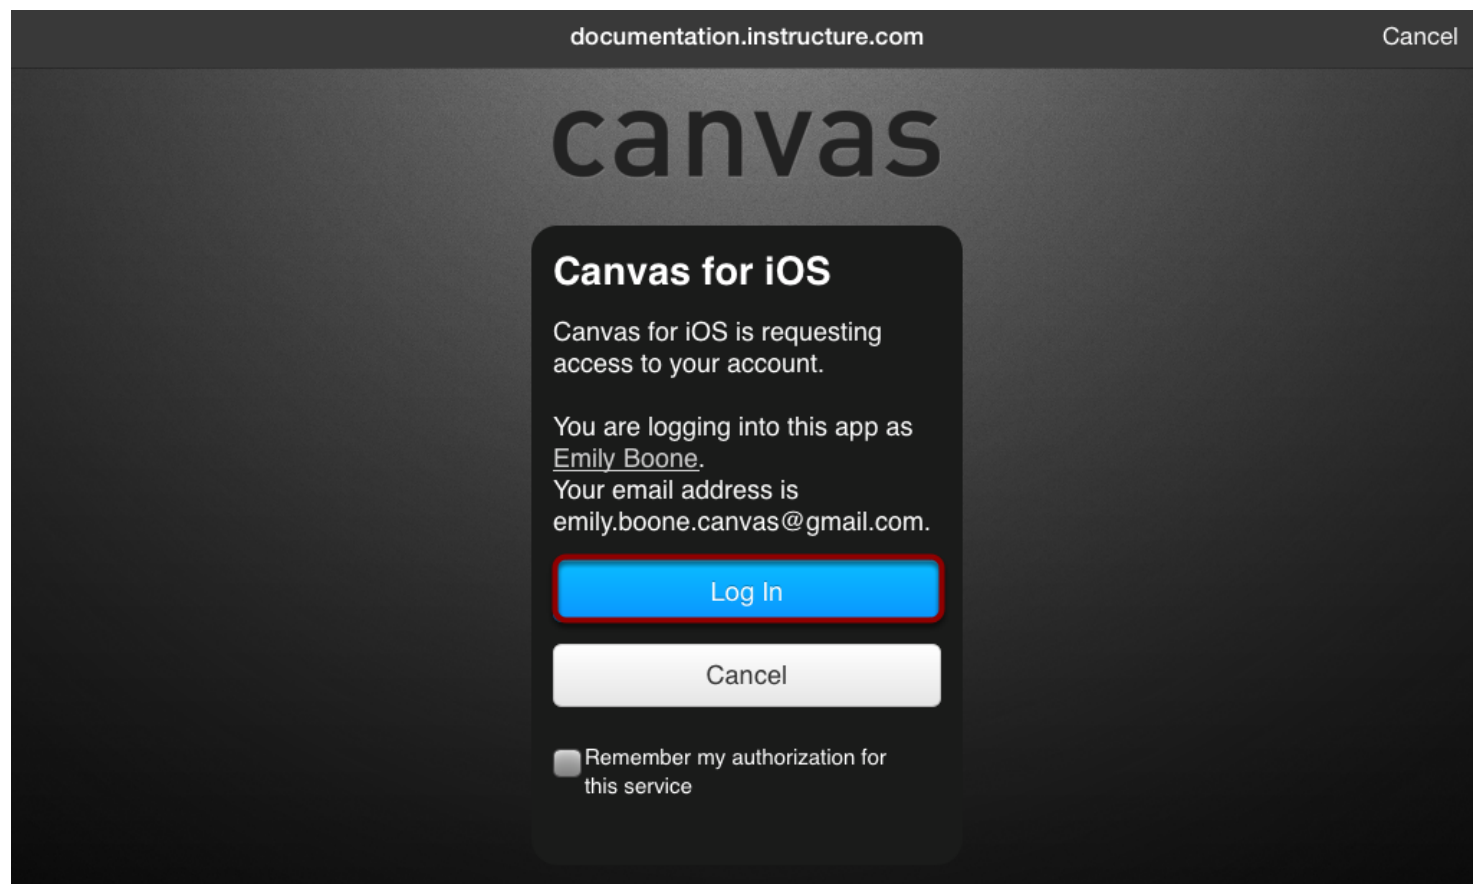 documentation.instructure.com Cancel
canvas
Canvas for iOS
Canvas for iOS is requesting
access to your account.
You are logging into this app as
Emily Boone.
Your email address is
emily.boone.canvas@gmail.com.
Log In
Cancel
Remember my authorization for
this service